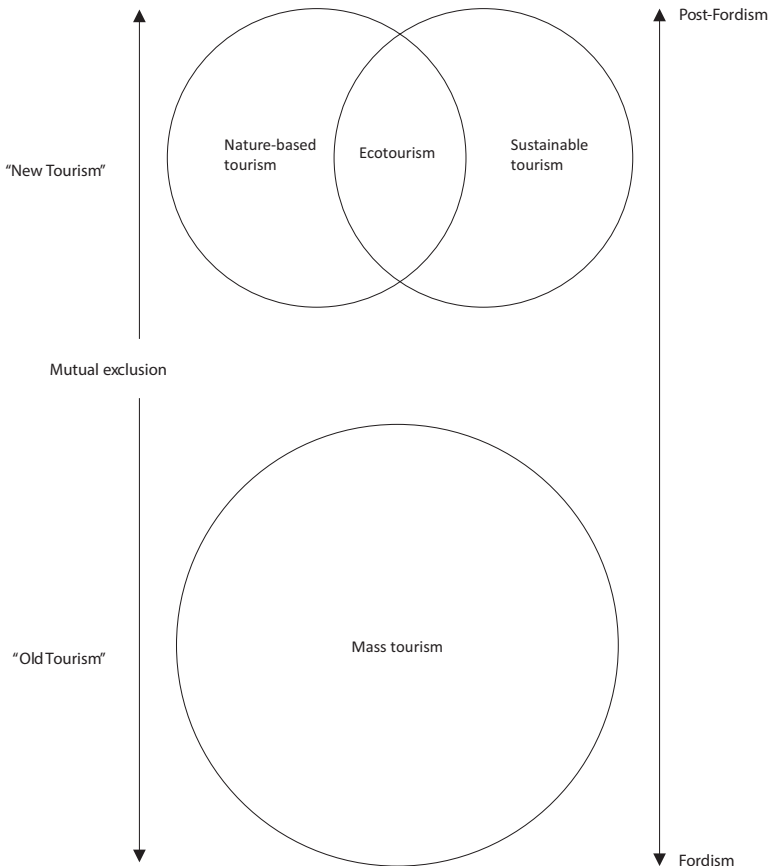 Post-Fordism
Nature-based
tourism
Ecotourism
Sustainable
tourism
“New Tourism”
Mutual exclusion
Mass tourism
“Old Tourism”
Fordism